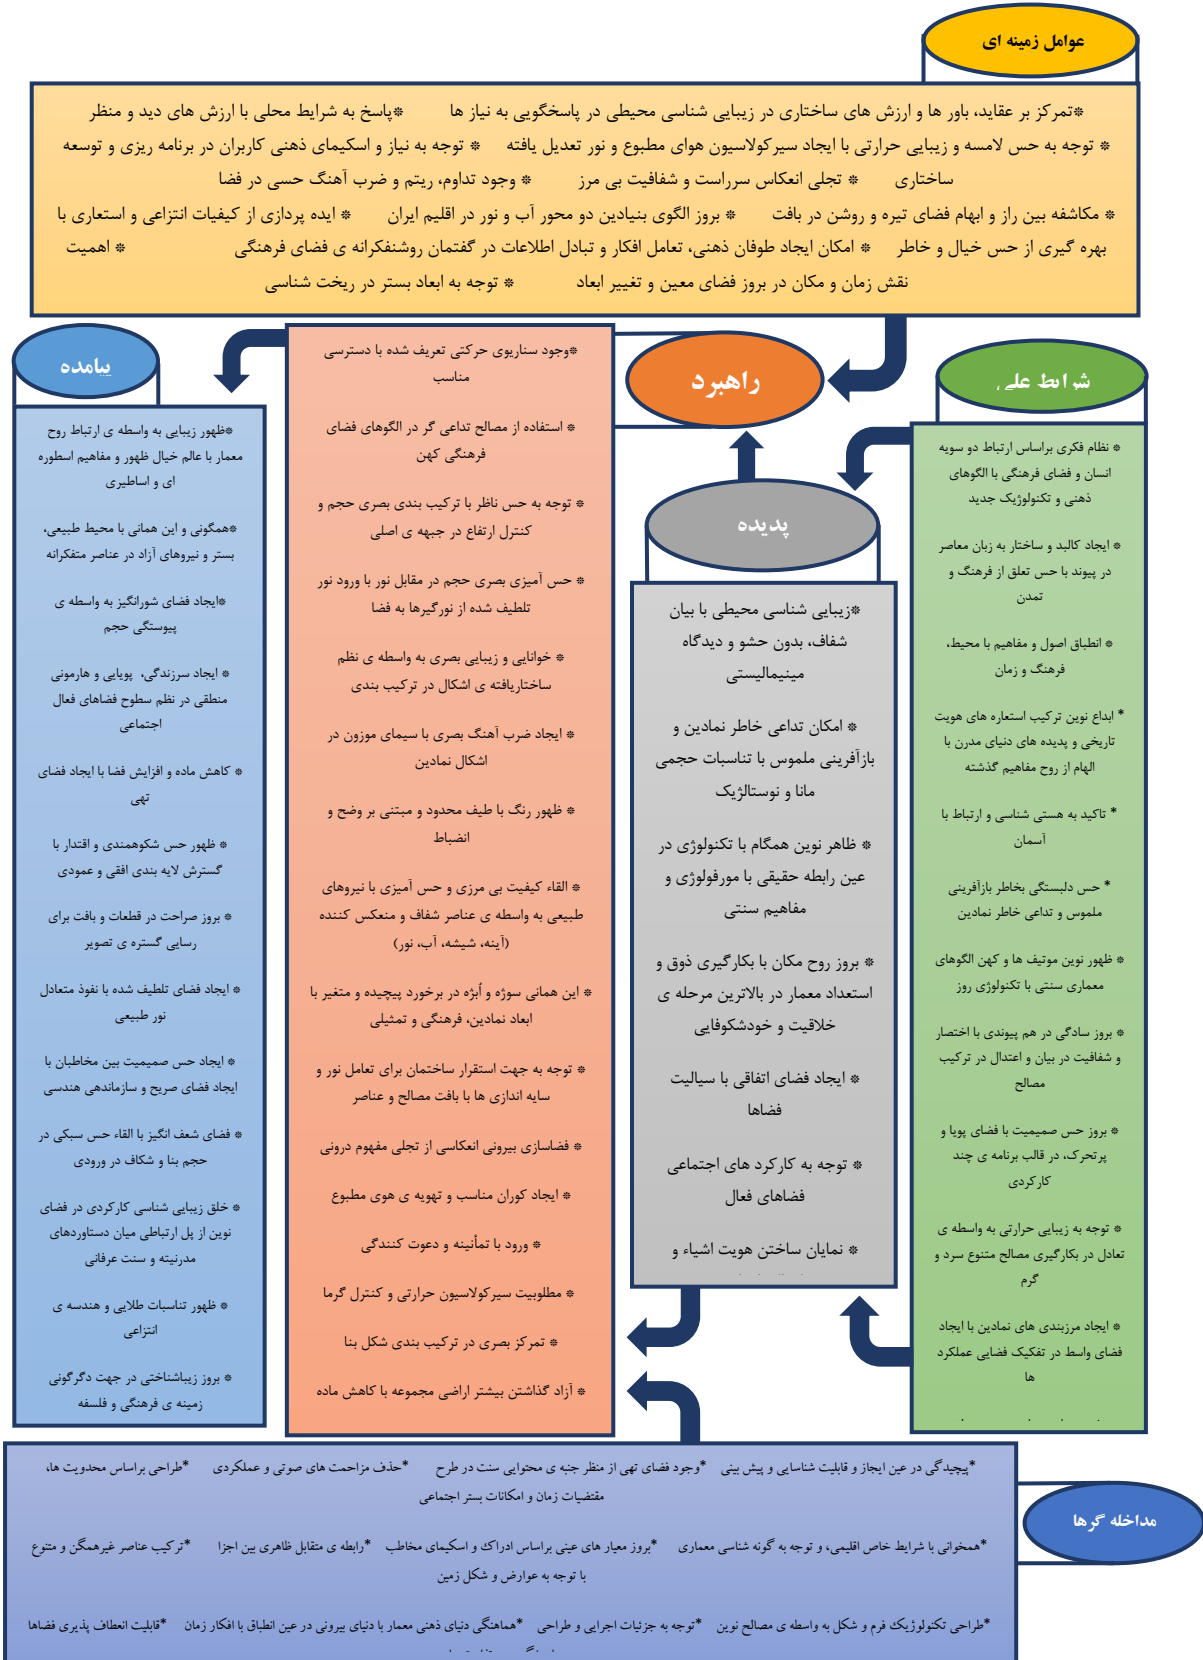 عوامل زمینه ای
*تمرکز بر عقاید، باور ها و ارزش های ساختاری در زیبایی شناسی محیطی در پاسخگویی به نیاز ها *پاسخ به شرایط محلی با ارزش های دید و منظر
* توجه به حس لامسه و زیبایی حرارتی با ایجاد سیرکولاسیون هوای مطبوع و نور تعدیل یافته * توجه به نیاز و اسکیمای ذهنی کاربران در برنامه ریزی و توسعه
ساختاری * تجلی انعکاس سرراست و شفافیت بی مرز * وجود تداوم، ریتم و ضرب آهنگ حسی در فضا
* مکاشفه بین راز و ابهام فضای تیره و روشن در بافت * بروز الگوی بنیادین دو محور آب و نور در اقلیم ایران * ایده پردازی از کیفیات انتزاعی و استعاری با
بهره گیری از حس خیال و خاطر * امکان ایجاد طوفان ذهنی، تعامل افکار و تبادل اطلاعات در گفتمان روشنفکرانه ی فضای فرهنگی * اهمیت
نقش زمان و مکان در بروز فضای معین و تغییر ابعاد * توجه به ابعاد بستر در ریخت شناسی
شرایط علی
* نظام فکری براساس ارتباط دو سویه
انسان و فضای فرهنگی با الگوهای
ذهنی و تکنولوژیک جدید
* ایجاد کالبد و ساختار به زبان معاصر
در پیوند با حس تعلق از فرهنگ و
تمدن
* انطباق اصول و مفاهیم با محیط،
فرهنگ و زمان
* ابداع نوین ترکیب استعاره های هویت
تاریخی و پدیده های دنیای مدرن با
الهام از روح مفاهیم گذشته
* تاکید به هستی شناسی و ارتباط با
آسمان
* حس دلبستگی بخاطر بازآفرینی
ملموس و تداعی خاطر نمادین
* ظهور نوین موتیف ها و کهن الگوهای
معماری سنتی با تکنولوژی روز
* بروز سادگی در هم پیوندی با اختصار
و شفافیت در بیان و اعتدال در ترکیب
مصالح
* بروز حس صمیمیت با فضای پویا و
پرتحرک، در قالب برنامه ی چند
کارکردی
* توجه به زیبایی حرارتی به واسطه ی
تعادل در بکارگیری مصالح متنوع سرد و
گرم
* ایجاد مرزبندی های نمادین با ایجاد
فضای واسط در تفکیک فضایی عملکرد
ها
پدیده
*زیبایی شناسی محیطی با بیان
شفاف، بدون حشو و دیدگاه
مینیمالیستی
* امکان تداعی خاطر نمادین و
بازآفرینی ملموس با تناسبات حجمی
مانا و نوستالژیک
* ظاهر نوین همگام با تکنولوژی در
عین رابطه حقیقی با مورفولوژی و
مفاهیم سنتی
* بروز روح مکان با بکارگیری ذوق و
استعداد معمار در بالاترین مرحله ی
خلاقیت و خودشکوفایی
* ایجاد فضای اتفاقی با سیالیت
فضاها
* توجه به کارکرد های اجتماعی
فضاهای فعال
* نمایان ساختن هویت اشیاء و
راهبرد
*وجود سناریوی حرکتی تعریف شده با دسترسی
مناسب
* استفاده از مصالح تداعی گر در الگوهای فضای
فرهنگی کهن
* توجه به حس ناظر با ترکیب بندی بصری حجم و
کنترل ارتفاع در جبهه ی اصلی
* حس آمیزی بصری حجم در مقابل نور با ورود نور
تلطیف شده از نورگیرها به فضا
* خوانایی و زیبایی بصری به واسطه ی نظم
ساختاریافته ی اشکال در ترکیب بندی
* ایجاد ضرب آهنگ بصری با سیمای موزون در
اشکال نمادین
* ظهور رنگ با طیف محدود و مبتنی بر وضح و
انضباط
* القاء کیفیت بی مرزی و حس آمیزی با نیروهای
طبیعی به واسطه ی عناصر شفاف و منعکس کننده
(آینه، شیشه، آب، نور)
* این همانی سوژه و اُبژه در برخورد پیچیده و متغیر با
ابعاد نمادین، فرهنگی و تمثیلی
* توجه به جهت استقرار ساختمان برای تعامل نور و
سایه اندازی ها با بافت مصالح و عناصر
* فضاسازی بیرونی انعکاسی از تجلی مفهوم درونی
* ایجاد کوران مناسب و تهویه ی هوی مطبوع
* ورود با تمأنینه و دعوت کنندگی
* مطلوبیت سیرکولاسیون حرارتی و کنترل گرما
* تمرکز بصری در ترکیب بندی شکل بنا
* آزاد گذاشتن بیشتر اراضی مجموعه با کاهش ماده
پیامده
*ظهور زیبایی به واسطه ی ارتباط روح
معمار با عالم خیال ظهور و مفاهیم اسطوره
ای و اساطیری
*همگونی و این همانی با محیط طبیعی،
بستر و نیروهای آزاد در عناصر متفکرانه
*ایجاد فضای شورانگیز به واسطه ی
پیوستگی حجم
* ایجاد سرزندگی، پویایی و هارمونی
منطقی در نظم سطوح فضاهای فعال
اجتماعی
* کاهش ماده و افزایش فضا با ایجاد فضای
تهی
* ظهور حس شکوهمندی و اقتدار با
گسترش لایه بندی افقی و عمودی
* بروز صراحت در قطعات و بافت برای
رسایی گستره ی تصویر
* ایجاد فضای تلطیف شده با نفوذ متعادل
نور طبیعی
* ایجاد حس صمیمیت بین مخاطبان با
ایجاد فضای صریح و سازماندهی هندسی
* فضای شعف انگیز با القاء حس سبکی در
حجم بنا و شکاف در ورودی
* خلق زیبایی شناسی کارکردی در فضای
نوین از پل ارتباطی میان دستاوردهای
مدرنیته و سنت عرفانی
* ظهور تناسبات طلایی و هندسه ی
انتزاعی
* بروز زیباشناختی در جهت دگرگونی
زمینه ی فرهنگی و فلسفه
مداخله گرها
*پیچیدگی در عین ایجاز و قابلیت شناسایی و پیش بینی *وجود فضای تهی از منظر جنبه ی محتوایی سنت در طرح *حذف مزاحمت های صوتی و عملکردی *طراحی براساس محدویت ها،
مقتضیات زمان و امکانات بستر اجتماعی
*همخوانی با شرایط خاص اقلیمی، و توجه به گونه شناسی معماری *بروز معیار های عینی براساس ادراک و اسکیمای مخاطب *رابطه ی متقابل ظاهری بین اجزا *ترکیب عناصر غیرهمگن و متنوع
با توجه به عوارض و شکل زمین
*طراحی تکنولوژیک فرم و شکل به واسطه ی مصالح نوین *توجه به جزئیات اجرایی و طراحی *هماهنگی دنیای ذهنی معمار با دنیای بیرونی در عین انطباق با افکار زمان *قابلیت انعطاف پذیری فضاها